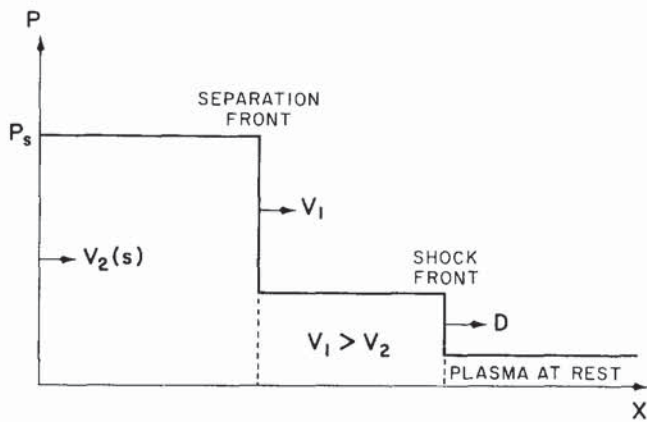 P
SEPARATION
FRONT
Ps
V1
V2(s)
SHOCK
FRONT
D
V1 > V2
PLASMA AT REST
X